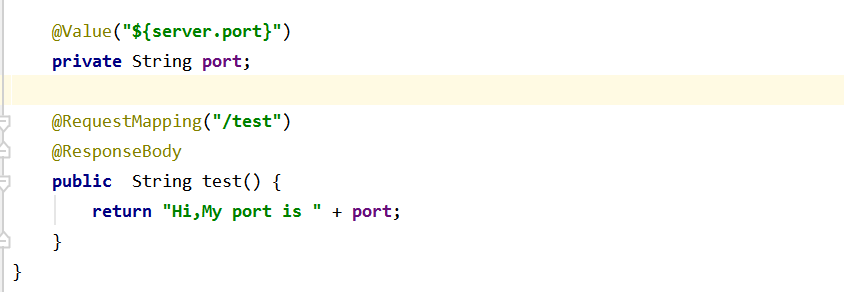 @Value("${server.port}")
private String port;
@RequestMapping("/test")
@ResponseBody
public  String test() {
return "Hi,My port is " + port;
}
}